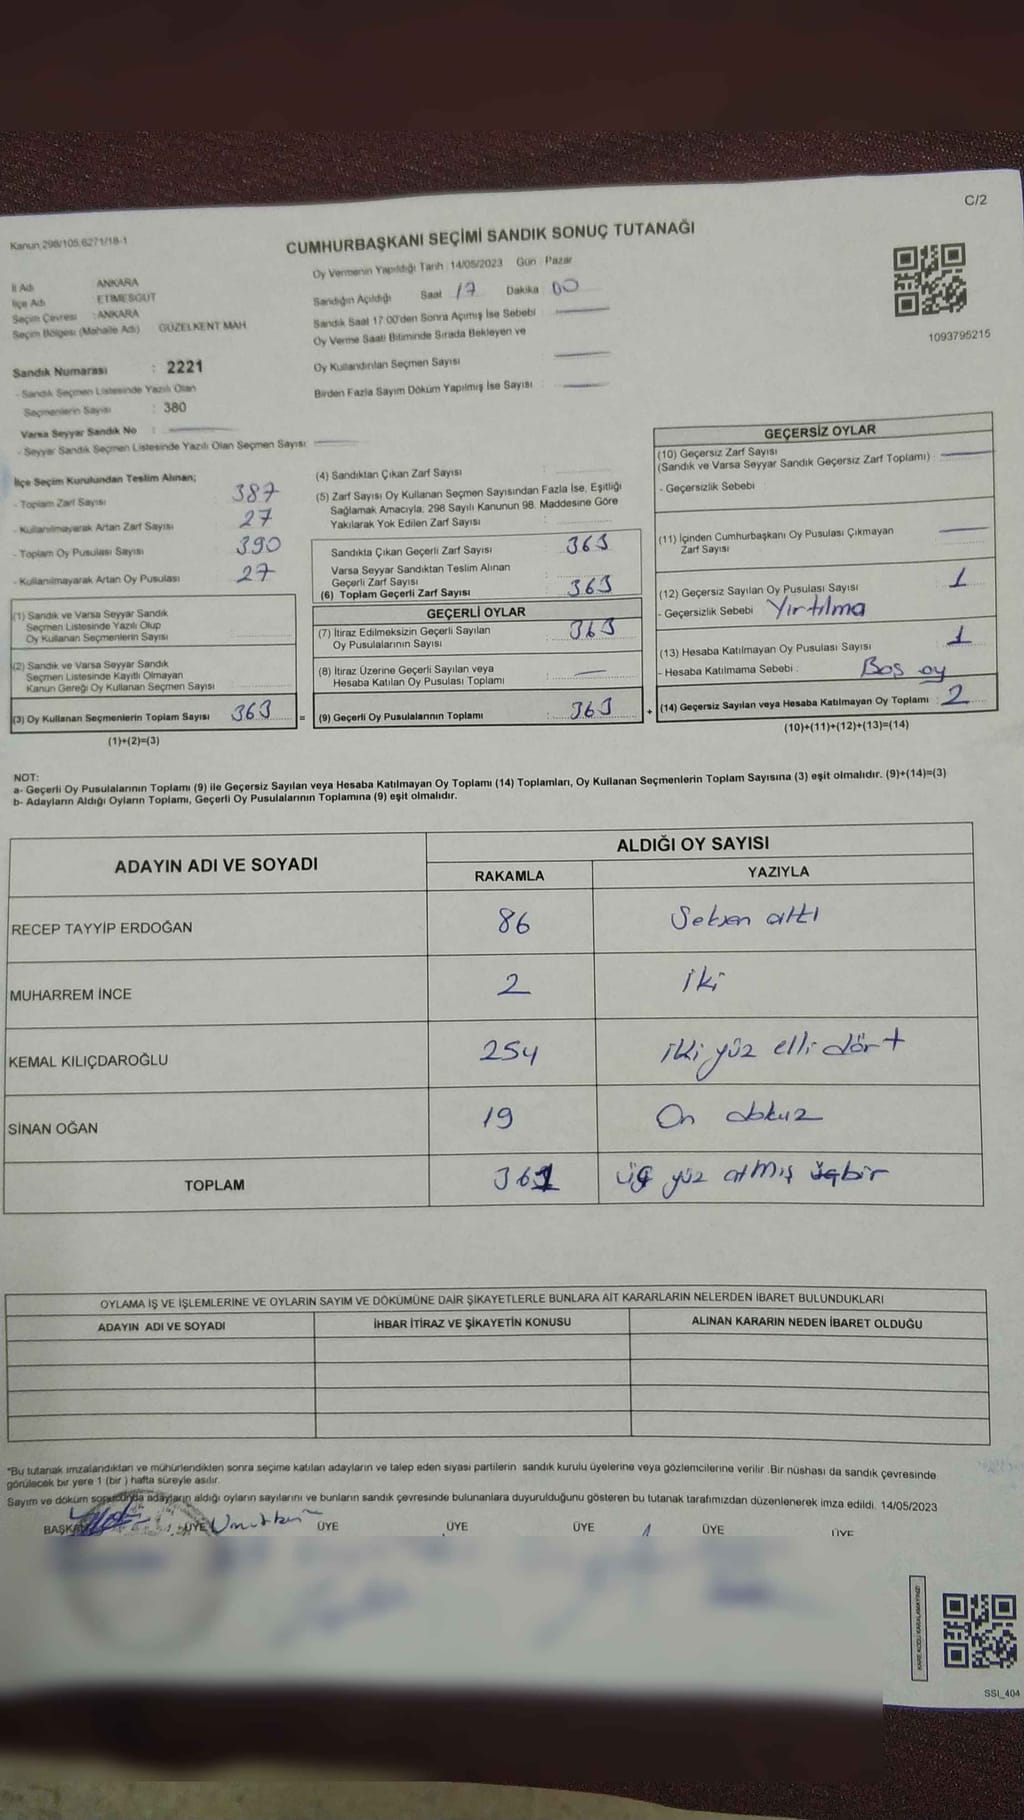 C/2
Kanun:298/105,6271/18-1
CUMHURBAŞKANI SEÇİMİ SANDIK SONUÇ TUTANAĞI
İl Adı : ANKARA
İlçe Adı : ETİMESGUT
Seçim Çevresi : ANKARA
Seçim Bölgesi (Mahalle Adı) GÜZELKENT MAH.
Sandık Numarası : 2221
- Sandık Seçmen Listesinde Yazılı Olan
Seçmenlerin Sayısı : 380
Varsa Seyyar Sandık No :
- Seyyar Sandık Seçmen Listesinde Yazılı Olan Seçmen Sayısı:
Oy Vermenin Yapıldığı Tarih : 14/05/2023 Gün : Pazar
Sandığın Açıldığı Saat 17 Dakika 00
Sandık Saat 17:00'den Sonra Açımış İse Sebebi :
Oy Verme Saati Bitiminde Sırada Bekleyen ve
Oy Kullandırılan Seçmen Sayısı :
Birden Fazla Sayım Döküm Yapılmış İse Sayısı :
1093795215
İlçe Seçim Kurulundan Teslim Alınan;
- Toplam Zarf Sayısı 387
- Kullanılmayarak Artan Zarf Sayısı 27
- Toplam Oy Pusulası Sayısı 390
- Kullanılmayarak Artan Oy Pusulası 27
(1) Sandık ve Varsa Seyyar Sandık
Seçmen Listesinde Yazılı Olup
Oy Kullanan Seçmenlerin Sayısı
(2) Sandık ve Varsa Seyyar Sandık
Seçmen Listesinde Kayıtlı Olmayan
Kanun Gereği Oy Kullanan Seçmen Sayısı
(3) Oy Kullanan Seçmenlerin Toplam Sayısı 363
(1)+(2)=(3)
(4) Sandıktan Çıkan Zarf Sayısı :
(5) Zarf Sayısı Oy Kullanan Seçmen Sayısından Fazla İse, Eşitliği
Sağlamak Amacıyla, 298 Sayılı Kanunun 98. Maddesine Göre
Yakılarak Yok Edilen Zarf Sayısı :
Sandıkta Çıkan Geçerli Zarf Sayısı : 363
Varsa Seyyar Sandıktan Teslim Alınan
Geçerli Zarf Sayısı :
(6) Toplam Geçerli Zarf Sayısı : 363
GEÇERLİ OYLAR
(7) İtiraz Edilmeksizin Geçerli Sayılan
Oy Pusulalarının Sayısı : 363
(8) İtiraz Üzerine Geçerli Sayılan veya
Hesaba Katılan Oy Pusulası Toplamı :
= (9) Geçerli Oy Pusulalarının Toplamı : 363
GEÇERSİZ OYLAR
(10) Geçersiz Zarf Sayısı
(Sandık ve Varsa Seyyar Sandık Geçersiz Zarf Toplamı) :
- Geçersizlik Sebebi :
(11) İçinden Cumhurbaşkanı Oy Pusulası Çıkmayan
Zarf Sayısı :
(12) Geçersiz Sayılan Oy Pusulası Sayısı : 1
- Geçersizlik Sebebi : Yırtılma
(13) Hesaba Katılmayan Oy Pusulası Sayısı : 1
- Hesaba Katılmama Sebebi : Boş oy
+ (14) Geçersiz Sayılan veya Hesaba Katılmayan Oy Toplamı : 2
(10)+(11)+(12)+(13)=(14)
NOT:
a- Geçerli Oy Pusulalarının Toplamı (9) ile Geçersiz Sayılan veya Hesaba Katılmayan Oy Toplamı (14) Toplamları, Oy Kullanan Seçmenlerin Toplam Sayısına (3) eşit olmalıdır. (9)+(14)=(3)
b- Adayların Aldığı Oyların Toplamı, Geçerli Oy Pusulalarının Toplamına (9) eşit olmalıdır.
ADAYIN ADI VE SOYADI ALDIĞI OY SAYISI
RAKAMLA YAZIYLA
RECEP TAYYİP ERDOĞAN 86 Seksen altı
MUHARREM İNCE 2 iki
KEMAL KILIÇDAROĞLU 254 iki yüz elli dört
SİNAN OĞAN 19 On dokuz
TOPLAM 361 üç yüz atmış bir
OYLAMA İŞ VE İŞLEMLERİNE VE OYLARIN SAYIM VE DÖKÜMÜNE DAİR ŞİKAYETLERLE BUNLARA AİT KARARLARIN NELERDEN İBARET BULUNDUKLARI
ADAYIN ADI VE SOYADI İHBAR İTİRAZ VE ŞİKAYETİN KONUSU ALINAN KARARIN NEDEN İBARET OLDUĞU
*Bu tutanak imzalandıktan ve mühürlendikten sonra seçime katılan adayların ve talep eden siyasi partilerin sandık kurulu üyelerine veya gözlemcilerine verilir .Bir nüshası da sandık çevresinde
görülecek bir yere 1 (bir ) hafta süreyle asılır.
Sayım ve döküm sonucunda adayların aldığı oyların sayılarını ve bunların sandık çevresinde bulunanlara duyurulduğunu gösteren bu tutanak tarafımızdan düzenlenerek imza edildi. 14/05/2023
BAŞKAN ÜYE ÜYE ÜYE ÜYE ÜYE ÜYE
KARE KODU KARALAMAYINIZ!
SSI_404